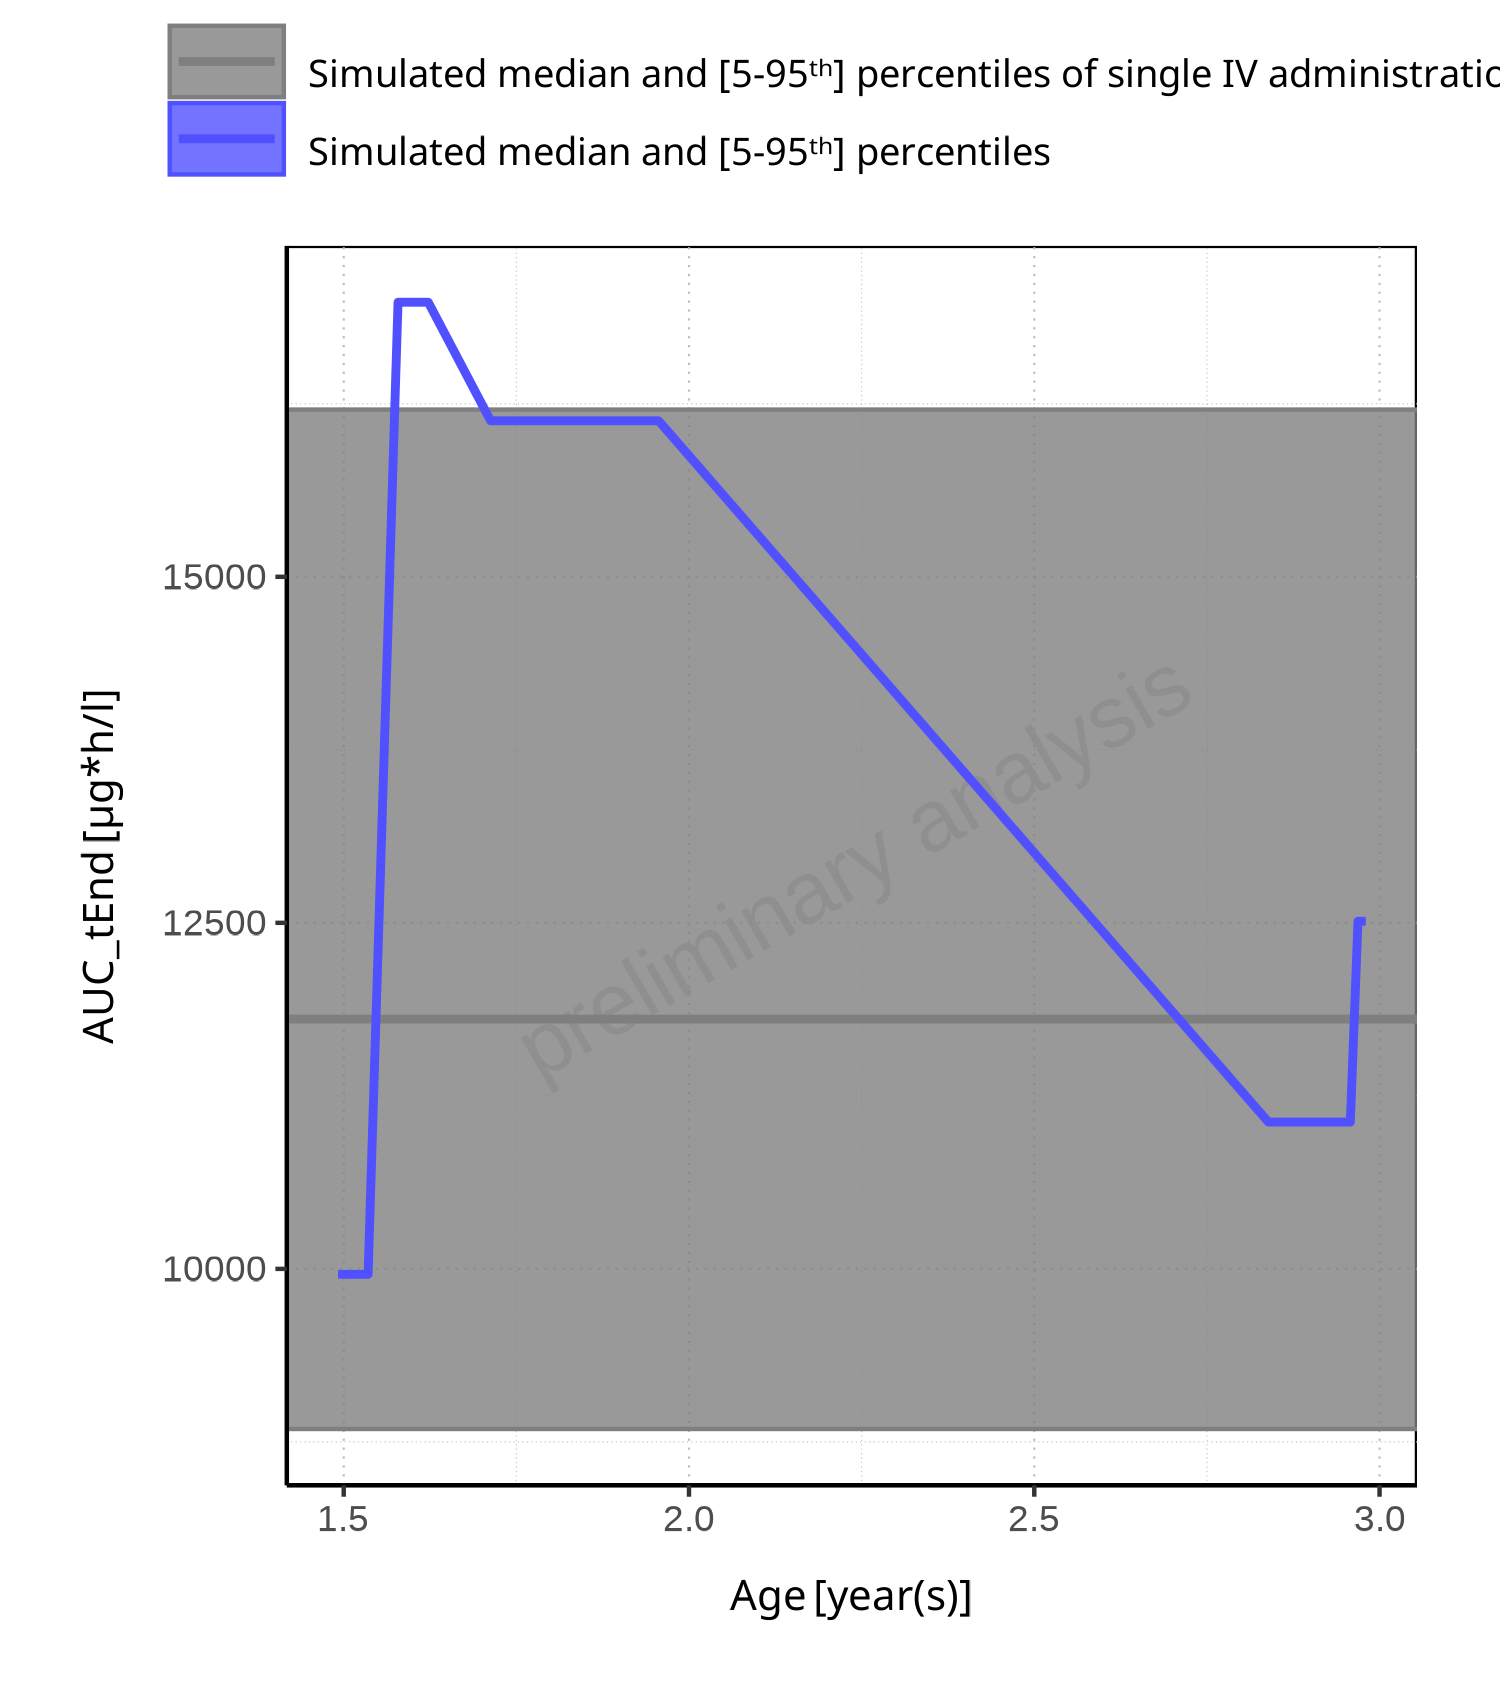 Simulated median and [5-95th] percentiles of single IV administratio
Simulated median and [5-95th] percentiles
AUC_tEnd [µg*h/l]
15000
12500
10000
preliminary analysis
1.5 2.0 2.5 3.0
Age [year(s)]